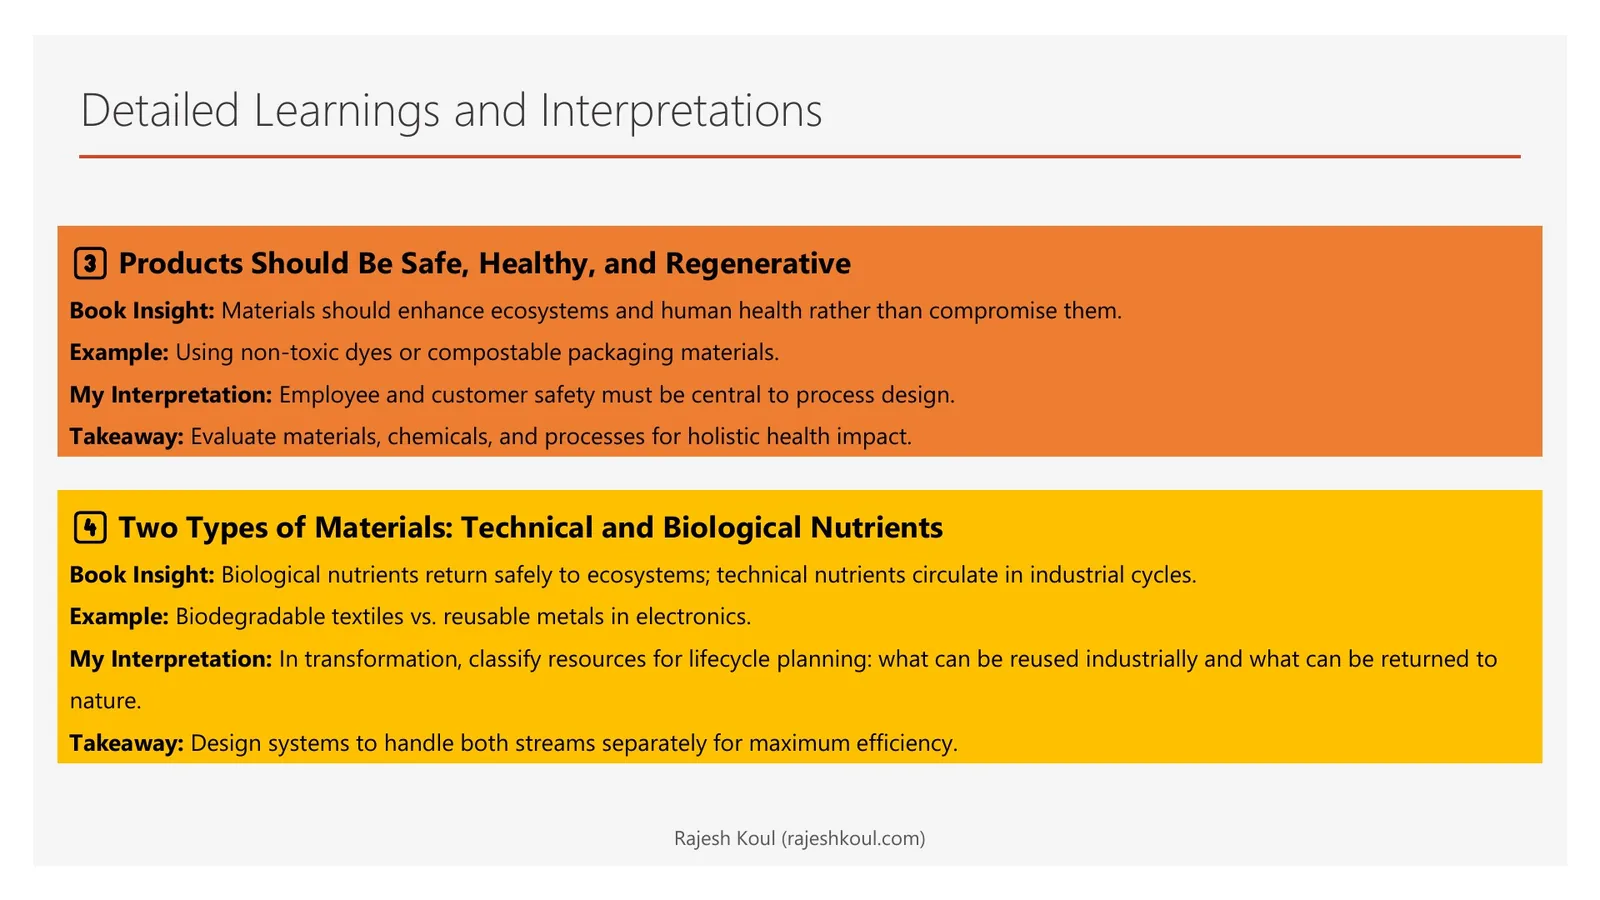 Detailed Learnings and Interpretations
3 Products Should Be Safe, Healthy, and Regenerative
Book Insight: Materials should enhance ecosystems and human health rather than compromise them.
Example: Using non-toxic dyes or compostable packaging materials.
My Interpretation: Employee and customer safety must be central to process design.
Takeaway: Evaluate materials, chemicals, and processes for holistic health impact.
4 Two Types of Materials: Technical and Biological Nutrients
Book Insight: Biological nutrients return safely to ecosystems; technical nutrients circulate in industrial cycles.
Example: Biodegradable textiles vs. reusable metals in electronics.
My Interpretation: In transformation, classify resources for lifecycle planning: what can be reused industrially and what can be returned to
nature.
Takeaway: Design systems to handle both streams separately for maximum efficiency.
Rajesh Koul (rajeshkoul.com)